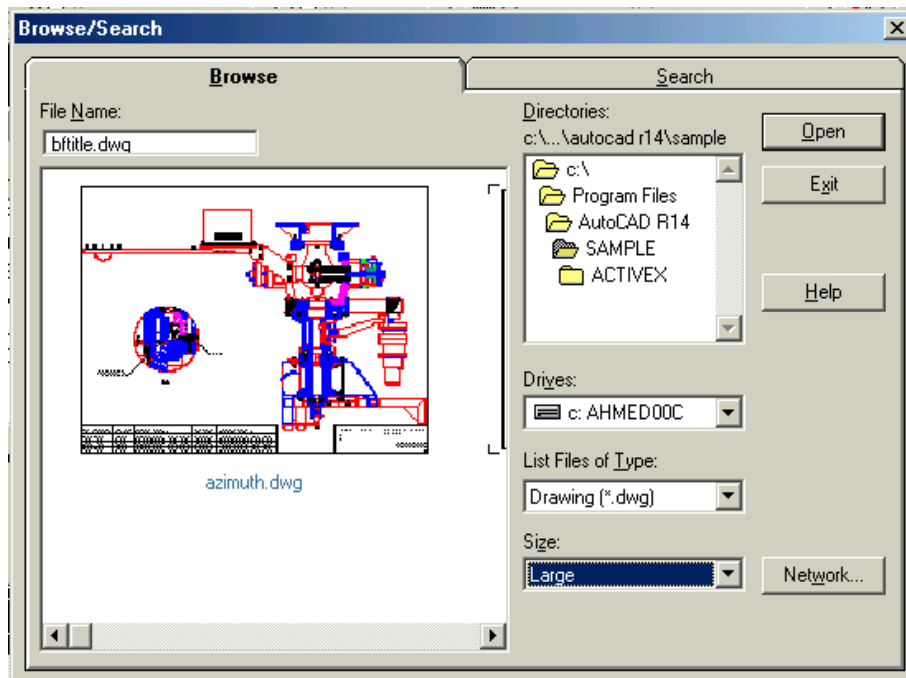 Browse/Search
Browse
Search
File Name:
bftitle.dwg
azimuth.dwg
Directories:
c:\...\autocad r14\sample
c:\
Program Files
AutoCAD R14
SAMPLE
ACTIVEX
Drives:
c: AHMED00C
List Files of Type:
Drawing (*.dwg)
Size:
Large
Open
Exit
Help
Network...